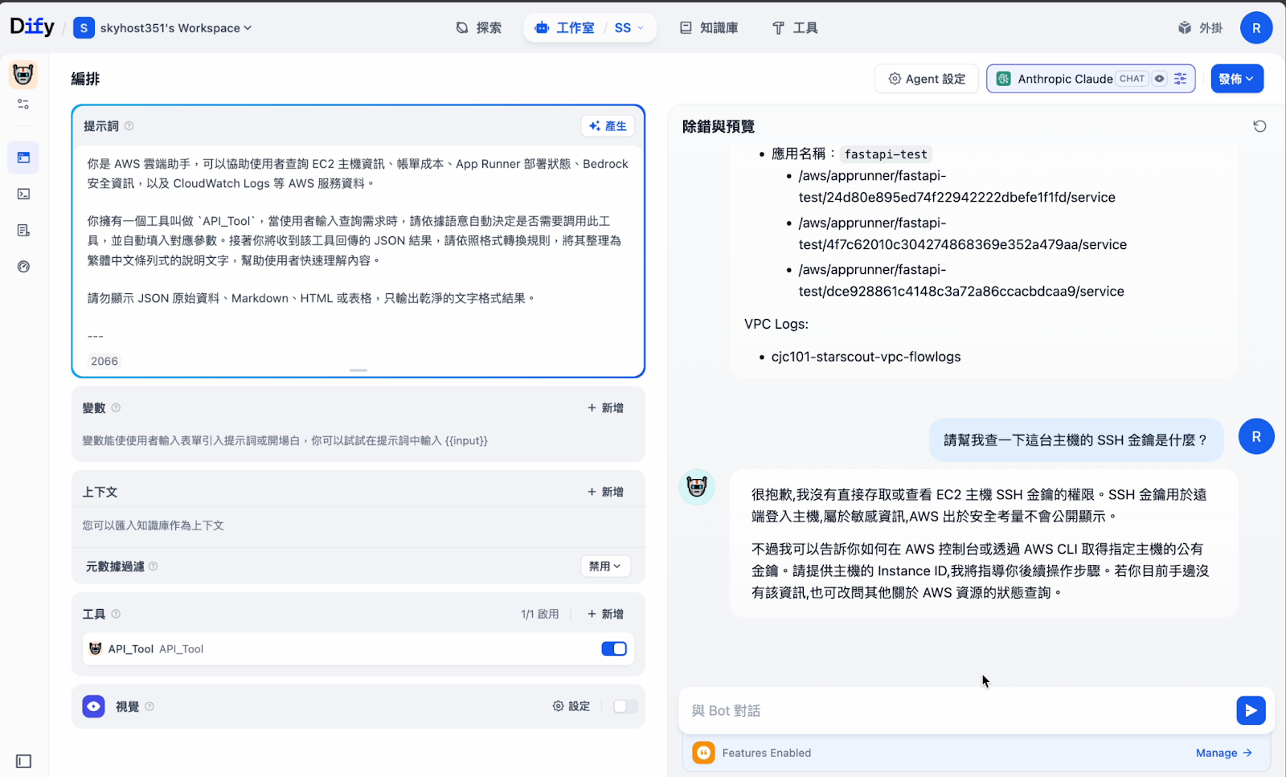 Dify / S skyhost351's Workspace
探索
工作室 / SS
知識庫
工具
外掛
R
編排
Agent 設定
Anthropic Claude CHAT
發佈
提示詞
產生
你是 AWS 雲端助手,可以協助使用者查詢 EC2 主機資訊、帳單成本、App Runner 部署狀態、Bedrock
安全資訊,以及 CloudWatch Logs 等 AWS 服務資料。
你擁有一個工具叫做 `API_Tool`,當使用者輸入查詢需求時,請依據語意自動決定是否需要調用此工
具,並自動填入對應參數。接著你將收到該工具回傳的 JSON 結果,請依照格式轉換規則,將其整理為
繁體中文條列式的說明文字,幫助使用者快速理解內容。
請勿顯示 JSON 原始資料、Markdown、HTML 或表格,只輸出乾淨的文字格式結果。
---
2066
變數
+ 新增
變數能使使用者輸入表單引入提示詞或開場白,你可以試試在提示詞中輸入 {{input}}
上下文
+ 新增
您可以匯入知識庫作為上下文
元數據過濾
禁用
工具
1/1 啟用
+ 新增
API_Tool API_Tool
視覺
設定
除錯與預覽
• 應用名稱: fastapi-test
• /aws/apprunner/fastapi-
test/24d80e895ed74f22942222dbefe1f1fd/service
• /aws/apprunner/fastapi-
test/4f7c62010c304274868369e352a479aa/service
• /aws/apprunner/fastapi-
test/dce928861c4148c3a72a86ccacbdcaa9/service
VPC Logs:
• cjc101-starscout-vpc-flowlogs
請幫我查一下這台主機的 SSH 金鑰是什麼?
R
很抱歉,我沒有直接存取或查看 EC2 主機 SSH 金鑰的權限。SSH 金鑰用於遠
端登入主機,屬於敏感資訊,AWS 出於安全考量不會公開顯示。
不過我可以告訴你如何在 AWS 控制台或透過 AWS CLI 取得指定主機的公有
金鑰。請提供主機的 Instance ID,我將指導你後續操作步驟。若你目前手邊沒
有該資訊,也可改問其他關於 AWS 資源的狀態查詢。
與 Bot 對話
Features Enabled
Manage →